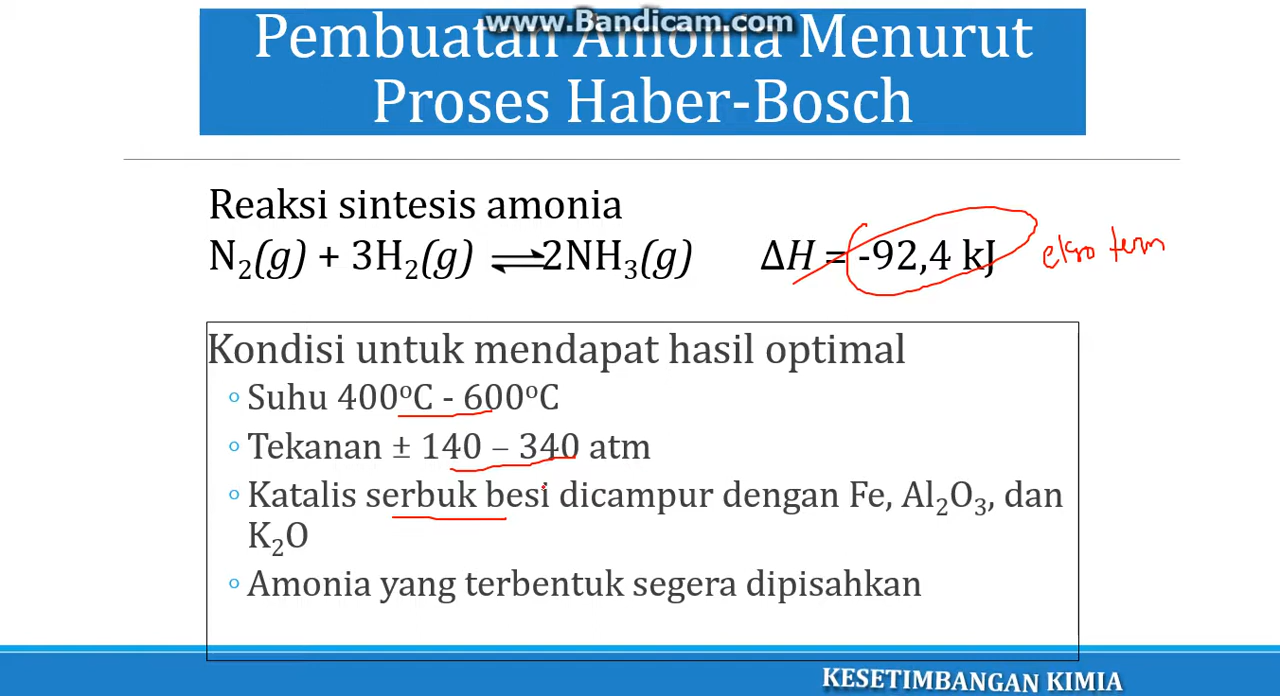 www.Bandicam.com
Pembuatan Amonia Menurut
Proses Haber-Bosch
Reaksi sintesis amonia
N₂(g) + 3H₂(g) ⇌ 2NH₃(g) ΔH = -92,4 kJ ekso term
Kondisi untuk mendapat hasil optimal
◦ Suhu 400°C - 600°C
◦ Tekanan ± 140 – 340 atm
◦ Katalis serbuk besi dicampur dengan Fe, Al₂O₃, dan
K₂O
◦ Amonia yang terbentuk segera dipisahkan
KESETIMBANGAN KIMIA